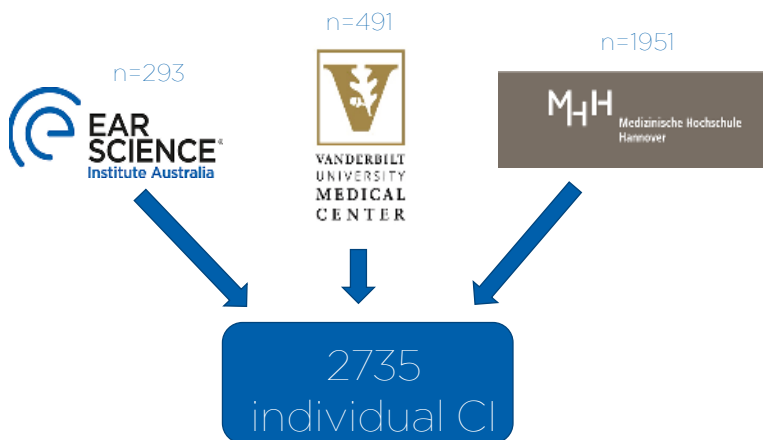 n=491
n=1951
n=293
EAR
SCIENCE®
Institute Australia
V
VANDERBILT
UNIVERSITY
MEDICAL
CENTER
MHH
Medizinische Hochschule
Hannover
2735
individual CI